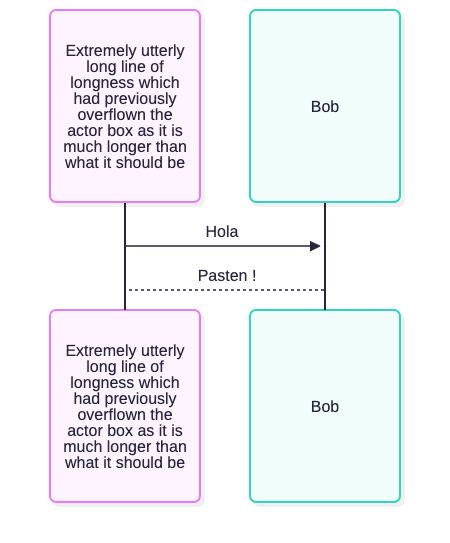 Extremely utterly
long line of
longness which
had previously
overflown the
actor box as it is
much longer than
what it should be
Bob
Hola
Pasten !
Extremely utterly
long line of
longness which
had previously
overflown the
actor box as it is
much longer than
what it should be
Bob